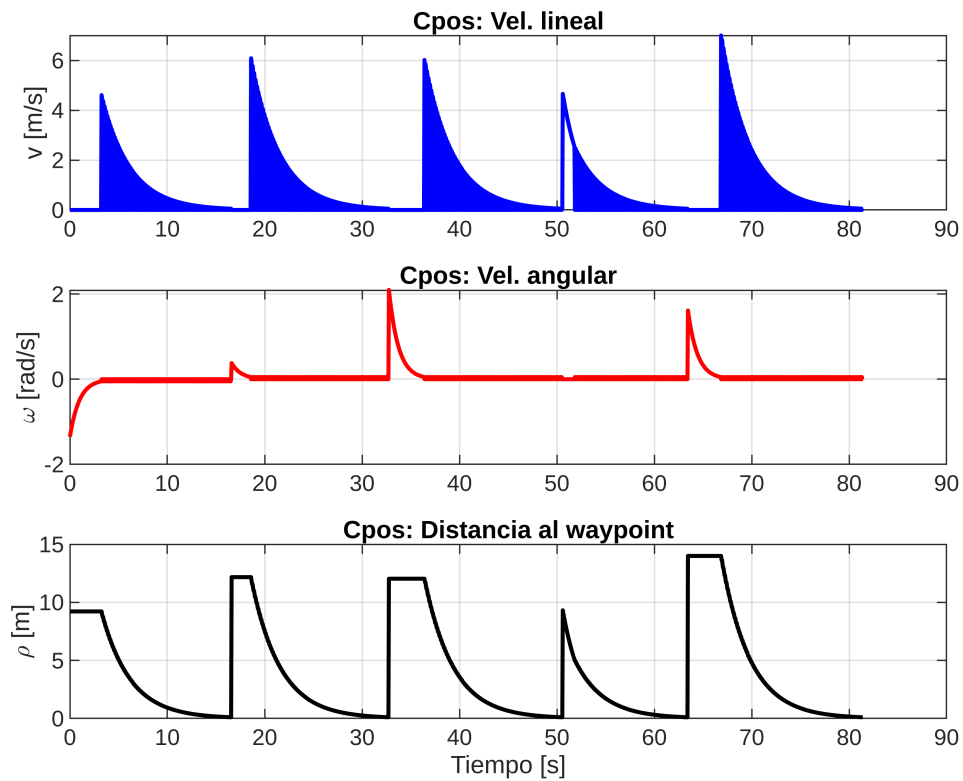 Cpos: Vel. lineal
v [m/s]
6
4
2
0
0 10 20 30 40 50 60 70 80 90
Cpos: Vel. angular
ω [rad/s]
2
0
-2
0 10 20 30 40 50 60 70 80 90
Cpos: Distancia al waypoint
ρ [m]
15
10
5
0
0 10 20 30 40 50 60 70 80 90
Tiempo [s]